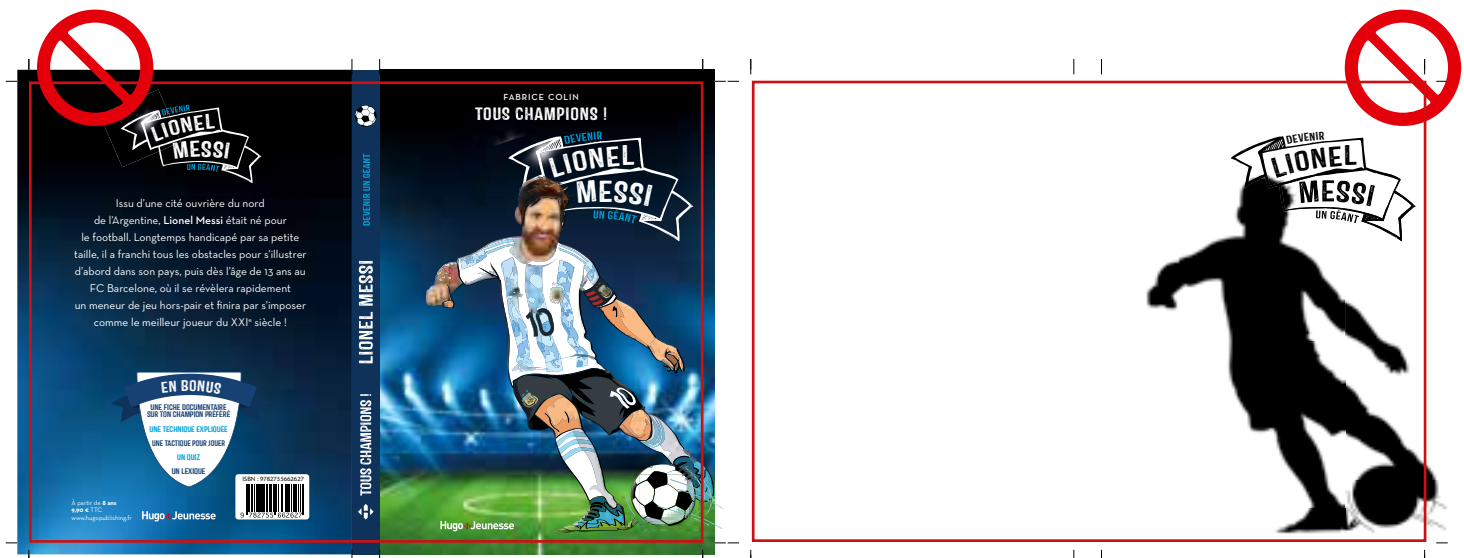 DEVENIR
LIONEL
MESSI
UN GÉANT
Issu d'une cité ouvrière du nord
de l'Argentine, Lionel Messi était né pour
le football. Longtemps handicapé par sa petite
taille, il a franchi tous les obstacles pour s'illustrer
d'abord dans son pays, puis dès l'âge de 13 ans au
FC Barcelone, où il se révèlera rapidement
un meneur de jeu hors-pair et finira par s'imposer
comme le meilleur joueur du XXIe siècle !
EN BONUS
UNE FICHE DOCUMENTAIRE
SUR TON CHAMPION PRÉFÉRÉ
UNE TECHNIQUE EXPLIQUÉE
UNE TACTIQUE POUR JOUER
UN QUIZ
UN LEXIQUE
À partir de 8 ans
9,90 € TTC
www.hugopublishing.fr
Hugo Jeunesse
ISBN : 9782755662627
9 782755 662627
DEVENIR UN GÉANT
LIONEL MESSI
TOUS CHAMPIONS !
FABRICE COLIN
TOUS CHAMPIONS !
DEVENIR
LIONEL
MESSI
UN GÉANT
10
10
Hugo Jeunesse
DEVENIR
LIONEL
MESSI
UN GÉANT